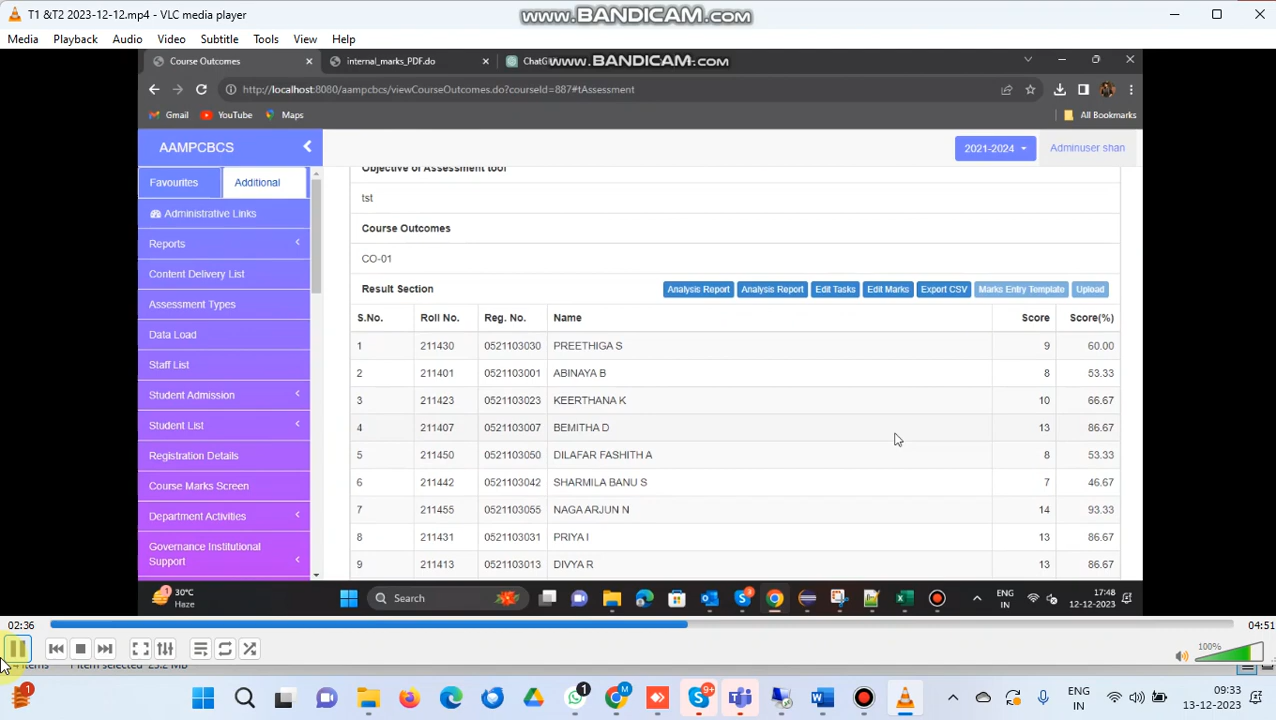 T1 &T2 2023-12-12.mp4 - VLC media player
www.BANDICAM.com
Media Playback Audio Video Subtitle Tools View Help
Course Outcomes
internal_marks_PDF.do
www.BANDICAM.com
http://localhost:8080/aampcbcs/viewCourseOutcomes.do?courseId=887#tAssessment
Gmail YouTube Maps All Bookmarks
AAMPCBCS
2021-2024 Adminuser shan
Favourites Additional
Administrative Links
Reports
Content Delivery List
Assessment Types
Data Load
Staff List
Student Admission
Student List
Registration Details
Course Marks Screen
Department Activities
Governance Institutional
Support
Objective of Assessment tool
tst
Course Outcomes
CO-01
Result Section Analysis Report Analysis Report Edit Tasks Edit Marks Export CSV Marks Entry Template Upload
S.No. Roll No. Reg. No. Name Score Score(%)
1 211430 0521103030 PREETHIGA S 9 60.00
2 211401 0521103001 ABINAYA B 8 53.33
3 211423 0521103023 KEERTHANA K 10 66.67
4 211407 0521103007 BEMITHA D 13 86.67
5 211450 0521103050 DILAFAR FASHITH A 8 53.33
6 211442 0521103042 SHARMILA BANU S 7 46.67
7 211455 0521103055 NAGA ARJUN N 14 93.33
8 211431 0521103031 PRIYA I 13 86.67
9 211413 0521103013 DIVYA R 13 86.67
30°C
Haze
Search
ENG
IN
17:48
12-12-2023
02:36
04:51
100%
1 item selected 23.2 MB
1
1
9+
ENG
IN
09:33
13-12-2023